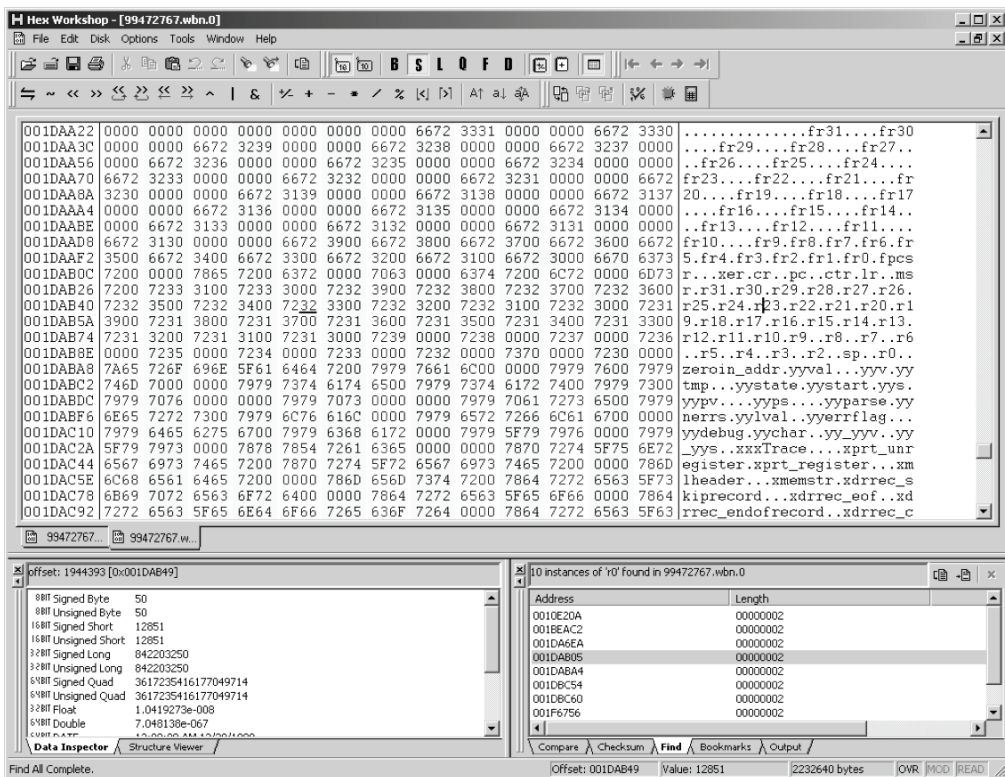 Hex Workshop - [99472767.wbn.0]
File Edit Disk Options Tools Window Help
B S L Q F D
001DAA22 0000 0000 0000 0000 0000 0000 0000 6672 3331 0000 0000 6672 3330 ..............fr31....fr30
001DAA3C 0000 0000 6672 3239 0000 0000 6672 3238 0000 0000 6672 3237 0000 ....fr29....fr28....fr27..
001DAA56 0000 6672 3236 0000 0000 6672 3235 0000 0000 6672 3234 0000 0000 ..fr26....fr25....fr24....
001DAA70 6672 3233 0000 0000 6672 3232 0000 0000 6672 3231 0000 0000 6672 fr23....fr22....fr21....fr
001DAA8A 3230 0000 0000 6672 3139 0000 0000 6672 3138 0000 0000 6672 3137 20....fr19....fr18....fr17
001DAAA4 0000 0000 6672 3136 0000 0000 6672 3135 0000 0000 6672 3134 0000 ....fr16....fr15....fr14..
001DAABE 0000 6672 3133 0000 0000 6672 3132 0000 0000 6672 3131 0000 0000 ..fr13....fr12....fr11....
001DAAD8 6672 3130 0000 0000 6672 3900 6672 3800 6672 3700 6672 3600 6672 fr10....fr9.fr8.fr7.fr6.fr
001DAAF2 3500 6672 3400 6672 3300 6672 3200 6672 3100 6672 3000 6670 6373 5.fr4.fr3.fr2.fr1.fr0.fpcs
001DAB0C 7200 0000 7865 7200 6372 0000 7063 0000 6374 7200 6C72 0000 6D73 r...xer.cr..pc..ctr.lr..ms
001DAB26 7200 7233 3100 7233 3000 7232 3900 7232 3800 7232 3700 7232 3600 r.r31.r30.r29.r28.r27.r26.
001DAB40 7232 3500 7232 3400 7232 3300 7232 3200 7232 3100 7232 3000 7231 r25.r24.r23.r22.r21.r20.r1
001DAB5A 3900 7231 3800 7231 3700 7231 3600 7231 3500 7231 3400 7231 3300 9.r18.r17.r16.r15.r14.r13.
001DAB74 7231 3200 7231 3100 7231 3000 7239 0000 7238 0000 7237 0000 7236 r12.r11.r10.r9..r8..r7..r6
001DAB8E 0000 7235 0000 7234 0000 7233 0000 7232 0000 7370 0000 7230 0000 ..r5..r4..r3..r2..sp..r0..
001DABA8 7A65 726F 696E 5F61 6464 7200 7979 7661 6C00 0000 7979 7600 7979 zeroin_addr.yyval...yyv.yy
001DABC2 746D 7000 0000 7979 7374 6174 6500 7979 7374 6172 7400 7979 7300 tmp...yystate.yystart.yys.
001DABDC 7979 7076 0000 0000 7979 7073 0000 0000 7979 7061 7273 6500 7979 yypv....yyps....yyparse.yy
001DABF6 6E65 7272 7300 7979 6C76 616C 0000 7979 6572 7266 6C61 6700 0000 nerrs.yylval..yyerrflag...
001DAC10 7979 6465 6275 6700 7979 6368 6172 0000 7979 5F79 7976 0000 7979 yydebug.yychar..yy_yyv..yy
001DAC2A 5F79 7973 0000 7878 7854 7261 6365 0000 0000 7870 7274 5F75 6E72 _yys..xxxTrace....xprt_unr
001DAC44 6567 6973 7465 7200 7870 7274 5F72 6567 6973 7465 7200 0000 786D egister.xprt_register...xm
001DAC5E 6C68 6561 6465 7200 0000 786D 656D 7374 7200 7864 7272 6563 5F73 lheader...xmemstr.xdrrec_s
001DAC78 6B69 7072 6563 6F72 6400 0000 7864 7272 6563 5F65 6F66 0000 7864 kiprecord...xdrrec_eof..xd
001DAC92 7272 6563 5F65 6E64 6F66 7265 636F 7264 0000 7864 7272 6563 5F63 rrec_endofrecord..xdrrec_c
99472767... 99472767.w...
offset: 1944393 [0x001DAB49]
8BIT Signed Byte 50
8BIT Unsigned Byte 50
16BIT Signed Short 12851
16BIT Unsigned Short 12851
32BIT Signed Long 842203250
32BIT Unsigned Long 842203250
64BIT Signed Quad 3617235416177049714
64BIT Unsigned Quad 3617235416177049714
32BIT Float 1.0419273e-008
64BIT Double 7.048138e-067
Data Inspector Structure Viewer
10 instances of 'r0' found in 99472767.wbn.0
Address Length
0010E20A 00000002
001BEAC2 00000002
001DA6EA 00000002
001DAB05 00000002
001DABA4 00000002
001DBC54 00000002
001DBC60 00000002
001F6756 00000002
Compare Checksum Find Bookmarks Output
Find All Complete. Offset: 001DAB49 Value: 12851 2232640 bytes OVR MOD READ